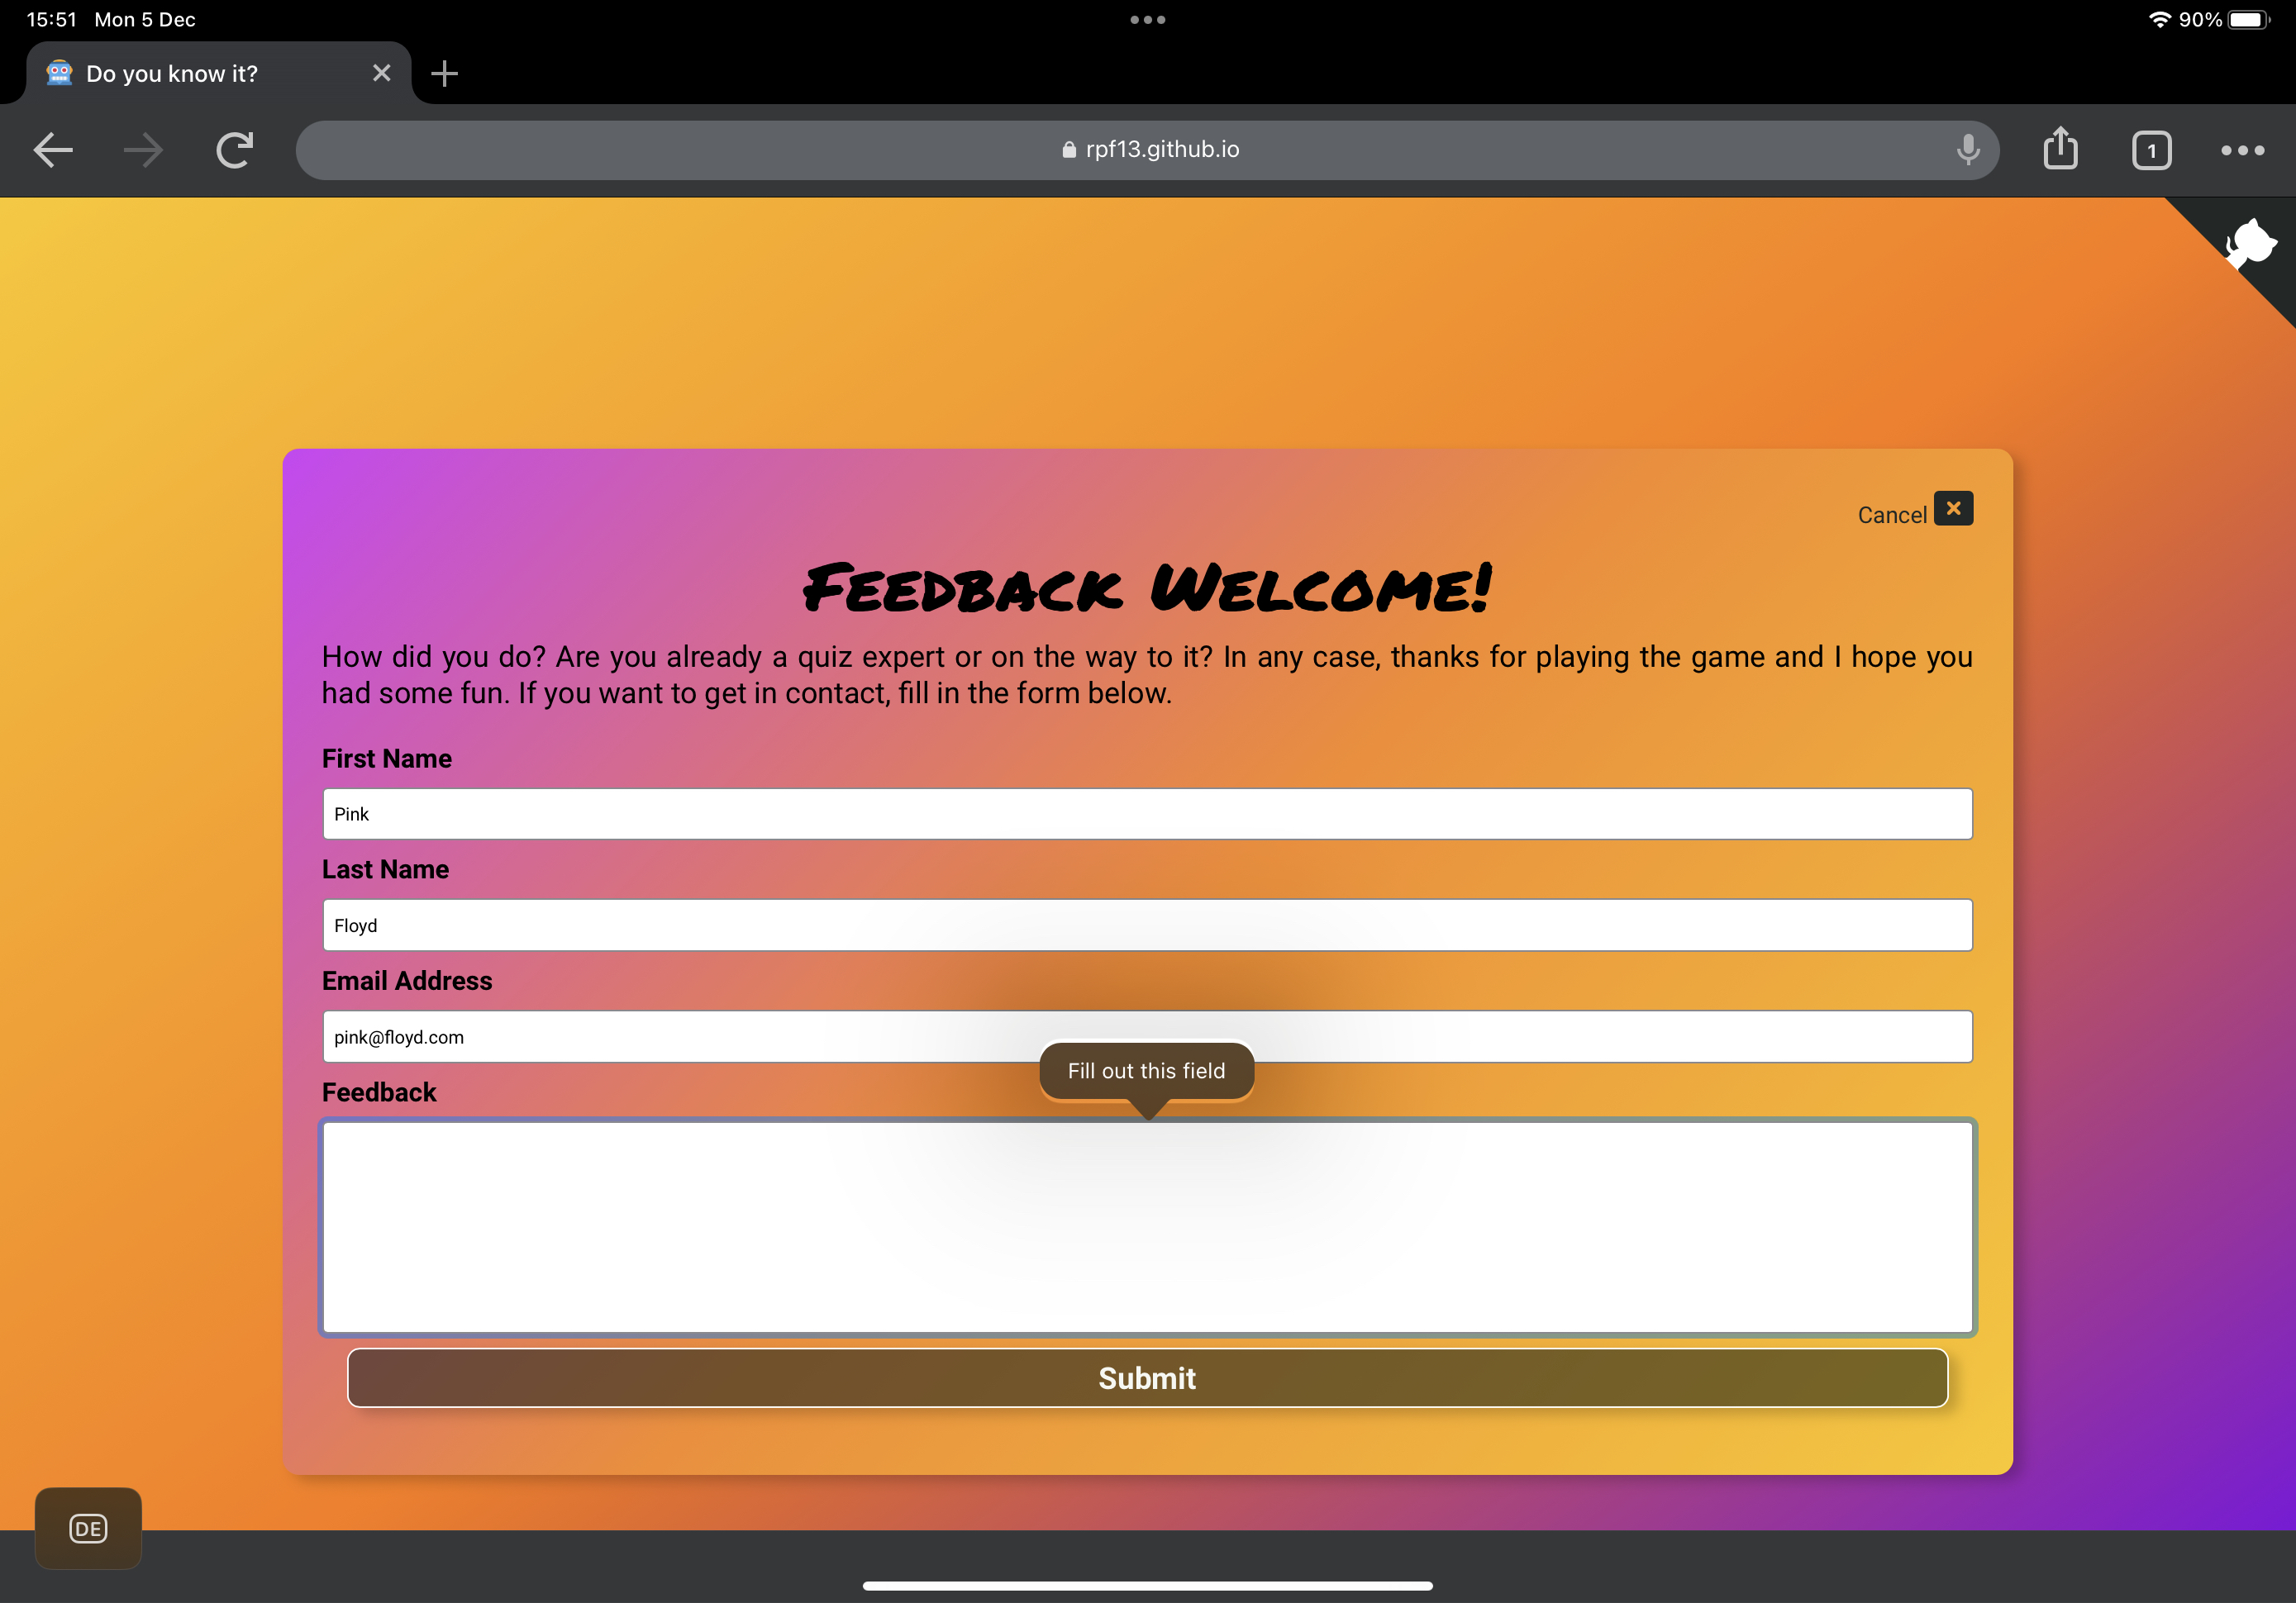 15:51 Mon 5 Dec
90%
Do you know it?
rpf13.github.io
1
Cancel
Feedback Welcome!
How did you do? Are you already a quiz expert or on the way to it? In any case, thanks for playing the game and I hope you
had some fun. If you want to get in contact, fill in the form below.
First Name
Pink
Last Name
Floyd
Email Address
pink@floyd.com
Fill out this field
Feedback
Submit
DE